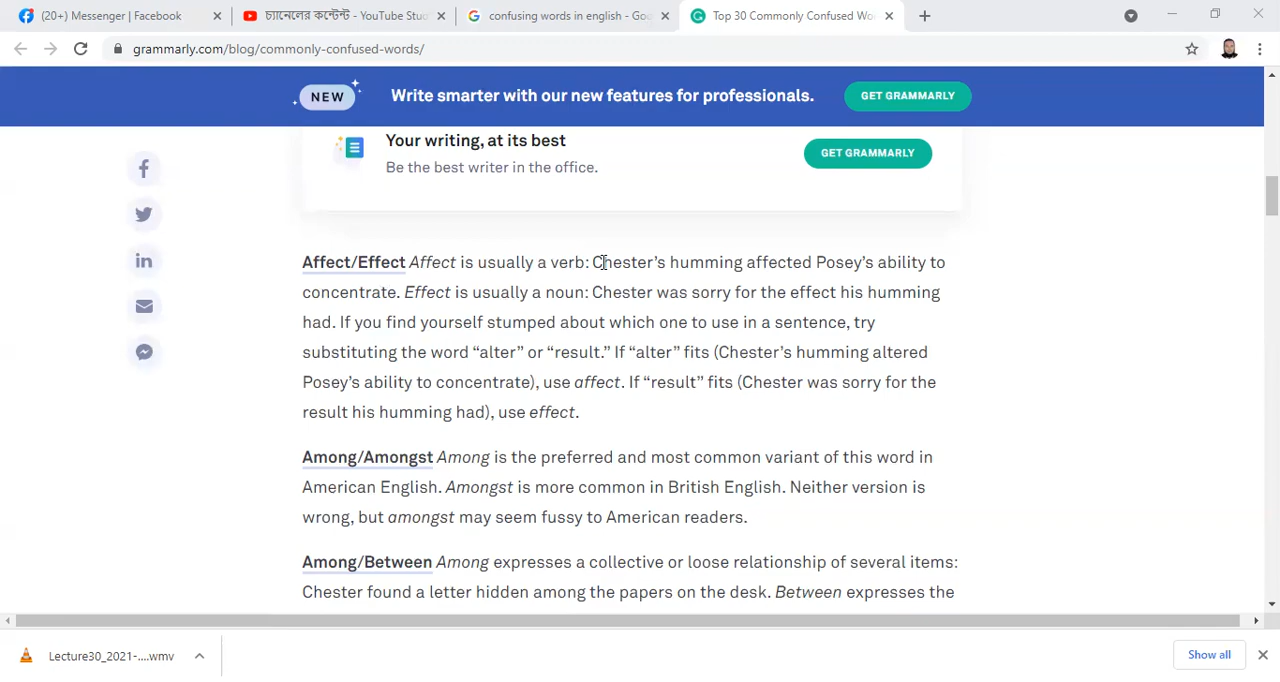 (20+) Messenger | Facebook
চ্যানেলের কন্টেন্ট - YouTube Stu
confusing words in english - Goo
Top 30 Commonly Confused Wo
grammarly.com/blog/commonly-confused-words/
NEW
Write smarter with our new features for professionals.
GET GRAMMARLY
Your writing, at its best
Be the best writer in the office.
GET GRAMMARLY
Affect/Effect Affect is usually a verb: Chester’s humming affected Posey’s ability to
concentrate. Effect is usually a noun: Chester was sorry for the effect his humming
had. If you find yourself stumped about which one to use in a sentence, try
substituting the word “alter” or “result.” If “alter” fits (Chester’s humming altered
Posey’s ability to concentrate), use affect. If “result” fits (Chester was sorry for the
result his humming had), use effect.
Among/Amongst Among is the preferred and most common variant of this word in
American English. Amongst is more common in British English. Neither version is
wrong, but amongst may seem fussy to American readers.
Among/Between Among expresses a collective or loose relationship of several items:
Chester found a letter hidden among the papers on the desk. Between expresses the
Lecture30_2021-....wmv
Show all